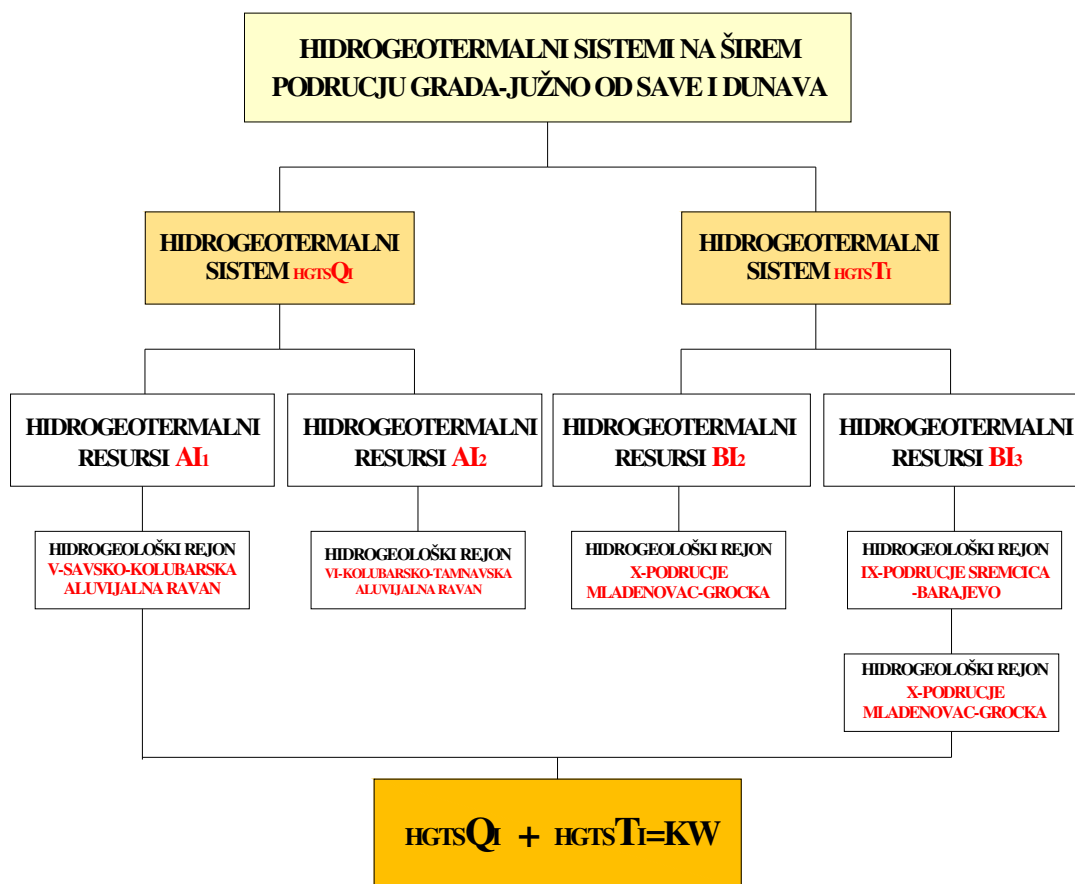 HIDROGEOTERMALNI SISTEMI NA ŠIREM
PODRUCJU GRADA-JUŽNO OD SAVE I DUNAVA
HIDROGEOTERMALNI
SISTEM HGTSQI
HIDROGEOTERMALNI
SISTEM HGTSTI
HIDROGEOTERMALNI
RESURSI AI1
HIDROGEOTERMALNI
RESURSI AI2
HIDROGEOTERMALNI
RESURSI BI2
HIDROGEOTERMALNI
RESURSI BI3
HIDROGEOLOŠKI REJON
V-SAVSKO-KOLUBARSKA
ALUVIJALNA RAVAN
HIDROGEOLOŠKI REJON
VI-KOLUBARSKO-TAMNAVSKA
ALUVIJALNA RAVAN
HIDROGEOLOŠKI REJON
X-PODRUCJE
MLADENOVAC-GROCKA
HIDROGEOLOŠKI REJON
IX-PODRUCJE SREMCICA
-BARAJEVO
HIDROGEOLOŠKI REJON
X-PODRUCJE
MLADENOVAC-GROCKA
HGTSQI + HGTSTI=KW